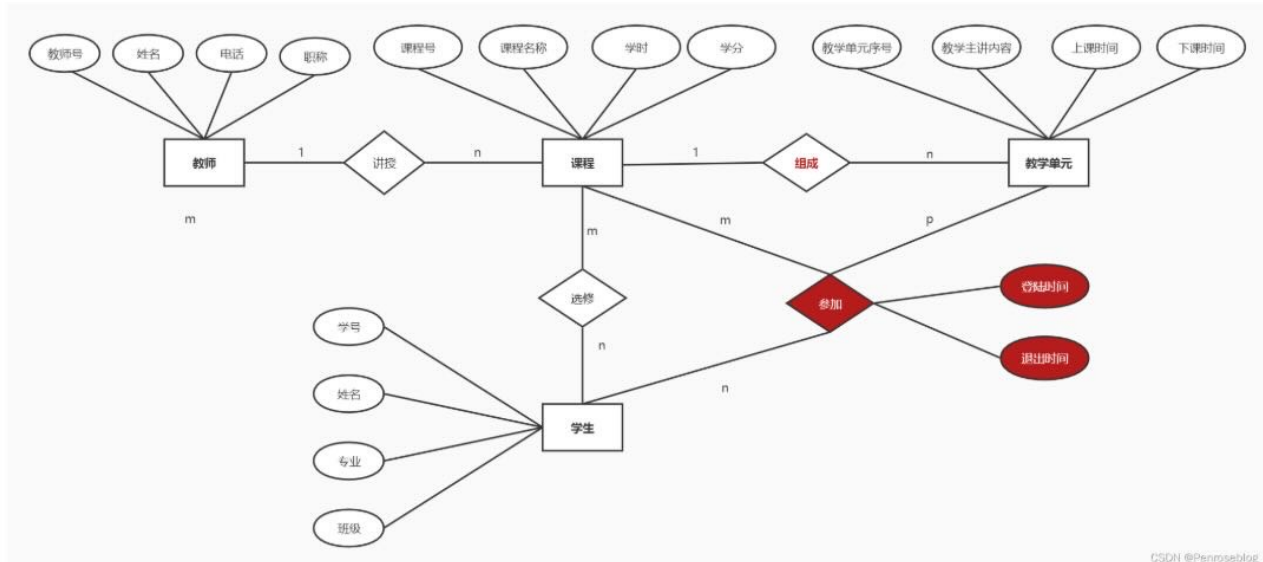 教师号
姓名
电话
职称
课程号
课程名称
学时
学分
教学单元序号
教学主讲内容
上课时间
下课时间
教师
1
讲授
n
课程
1
组成
n
教学单元
m
m
m
p
选修
参加
登陆时间
退出时间
n
n
学号
姓名
专业
班级
学生
CSDN @Penroseblog